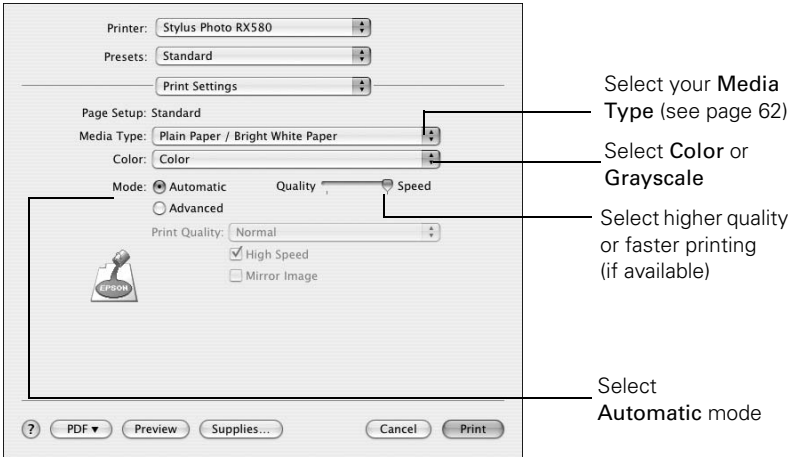 Printer: Stylus Photo RX580
Presets: Standard
Print Settings
Page Setup: Standard
Media Type: Plain Paper / Bright White Paper
Color: Color
Mode: Automatic Quality Speed
Advanced
Print Quality: Normal
High Speed
Mirror Image
EPSON
? PDF ▼ Preview Supplies... Cancel Print
Select your Media
Type (see page 62)
Select Color or
Grayscale
Select higher quality
or faster printing
(if available)
Select
Automatic mode